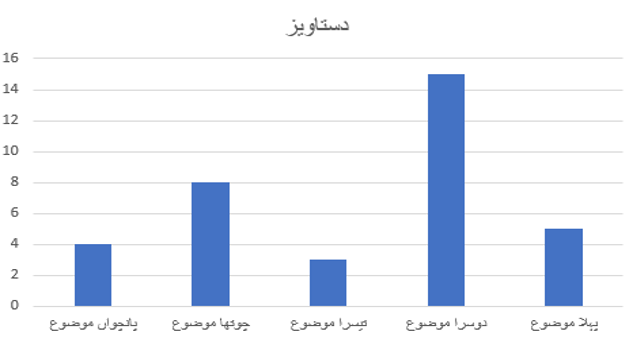 دستاویز
16
14
12
10
8
6
4
2
0
پہلا موضوع
دوسرا موضوع
تیسرا موضوع
چوتھا موضوع
پانچواں موضوع